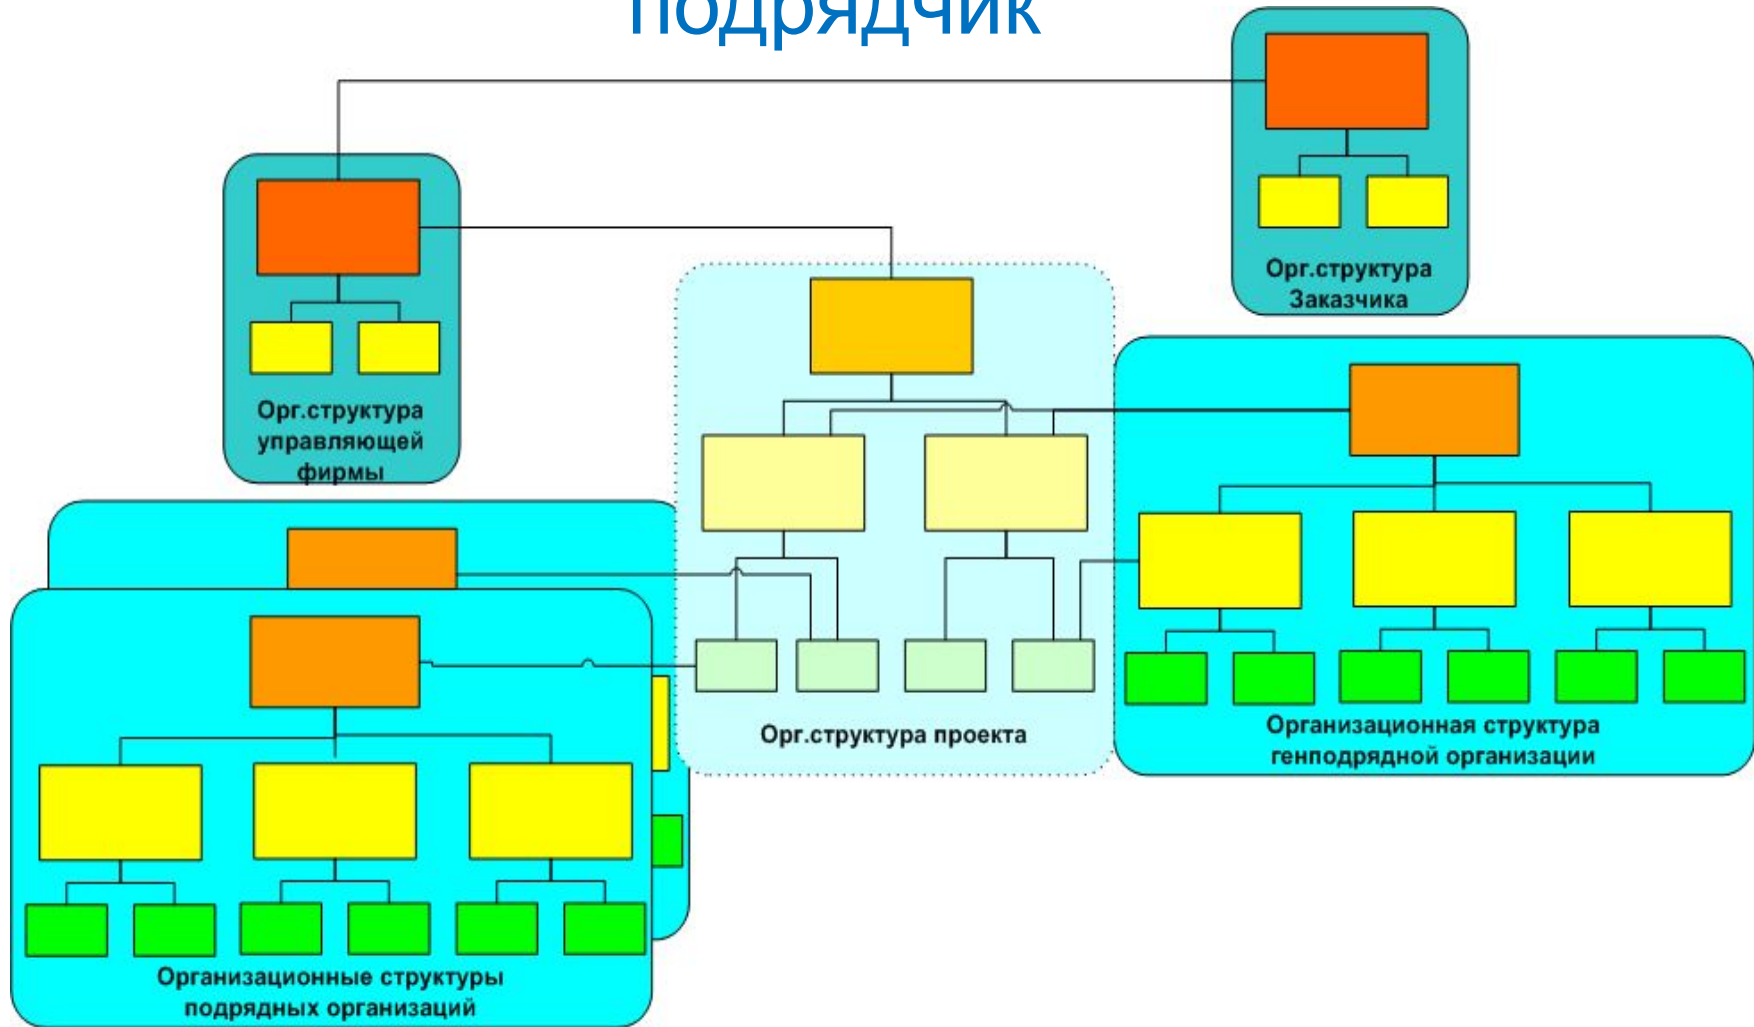 подрядчик
Орг.структура
Заказчика
Орг.структура
управляющей
фирмы
Орг.структура проекта
Организационная структура
генподрядной организации
Организационные структуры
подрядных организаций